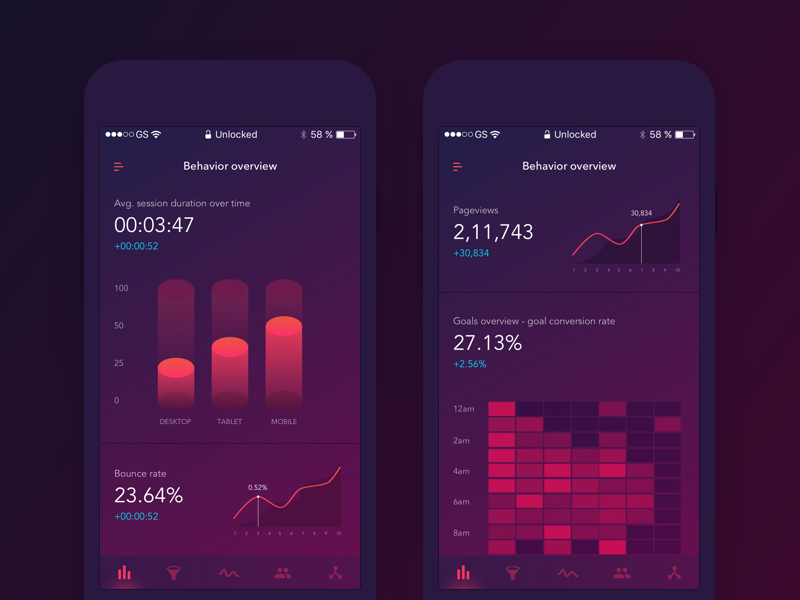 GS Unlocked 58 %
Behavior overview
Avg. session duration over time
00:03:47
+00:00:52
100
50
25
0
DESKTOP TABLET MOBILE
Bounce rate
23.64%
+00:00:52
0.52%
1 2 3 4 5 6 7 8 9 10
GS Unlocked 58 %
Behavior overview
Pageviews
2,11,743
+30,834
30,834
1 2 3 4 5 6 7 8 9 10
Goals overview - goal conversion rate
27.13%
+2.56%
12am
2am
4am
6am
8am